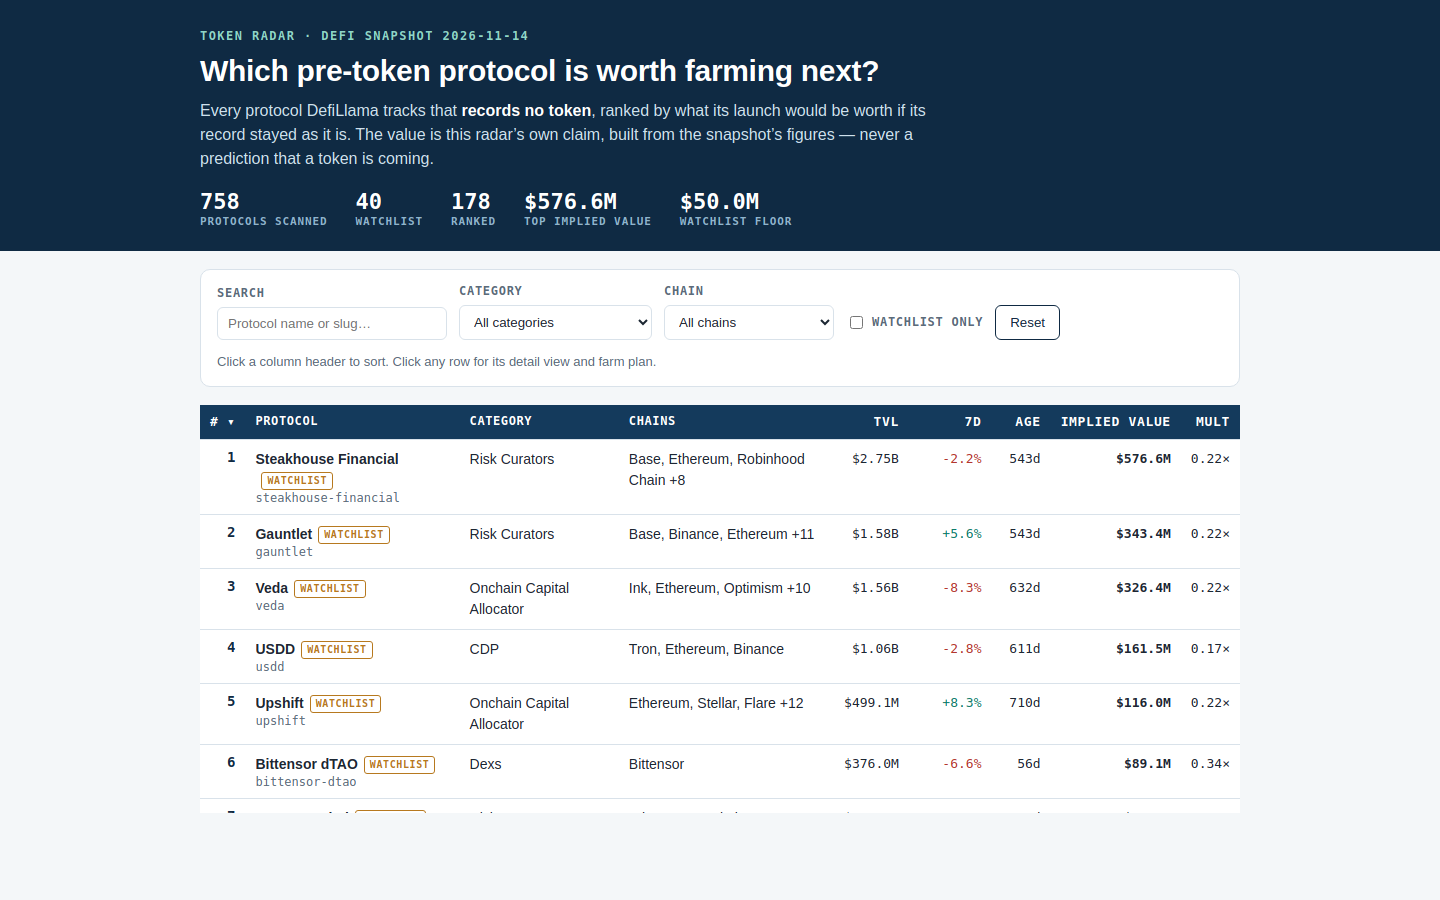 TOKEN RADAR · DEFI SNAPSHOT 2026-11-14
Which pre-token protocol is worth farming next?
Every protocol DefiLlama tracks that records no token, ranked by what its launch would be worth if its
record stayed as it is. The value is this radar’s own claim, built from the snapshot’s figures — never a
prediction that a token is coming.
758 40 178 $576.6M $50.0M
PROTOCOLS SCANNED WATCHLIST RANKED TOP IMPLIED VALUE WATCHLIST FLOOR
SEARCH CATEGORY CHAIN
Protocol name or slug… All categories All chains WATCHLIST ONLY Reset
Click a column header to sort. Click any row for its detail view and farm plan.
# ▾ PROTOCOL CATEGORY CHAINS TVL 7D AGE IMPLIED VALUE MULT
1 Steakhouse Financial Risk Curators Base, Ethereum, Robinhood $2.75B -2.2% 543d $576.6M 0.22×
WATCHLIST Chain +8
steakhouse-financial
2 Gauntlet WATCHLIST Risk Curators Base, Binance, Ethereum +11 $1.58B +5.6% 543d $343.4M 0.22×
gauntlet
3 Veda WATCHLIST Onchain Capital Ink, Ethereum, Optimism +10 $1.56B -8.3% 632d $326.4M 0.22×
veda Allocator
4 USDD WATCHLIST CDP Tron, Ethereum, Binance $1.06B -2.8% 611d $161.5M 0.17×
usdd
5 Upshift WATCHLIST Onchain Capital Ethereum, Stellar, Flare +12 $499.1M +8.3% 710d $116.0M 0.22×
upshift Allocator
6 Bittensor dTAO WATCHLIST Dexs Bittensor $376.0M -6.6% 56d $89.1M 0.34×
bittensor-dtao